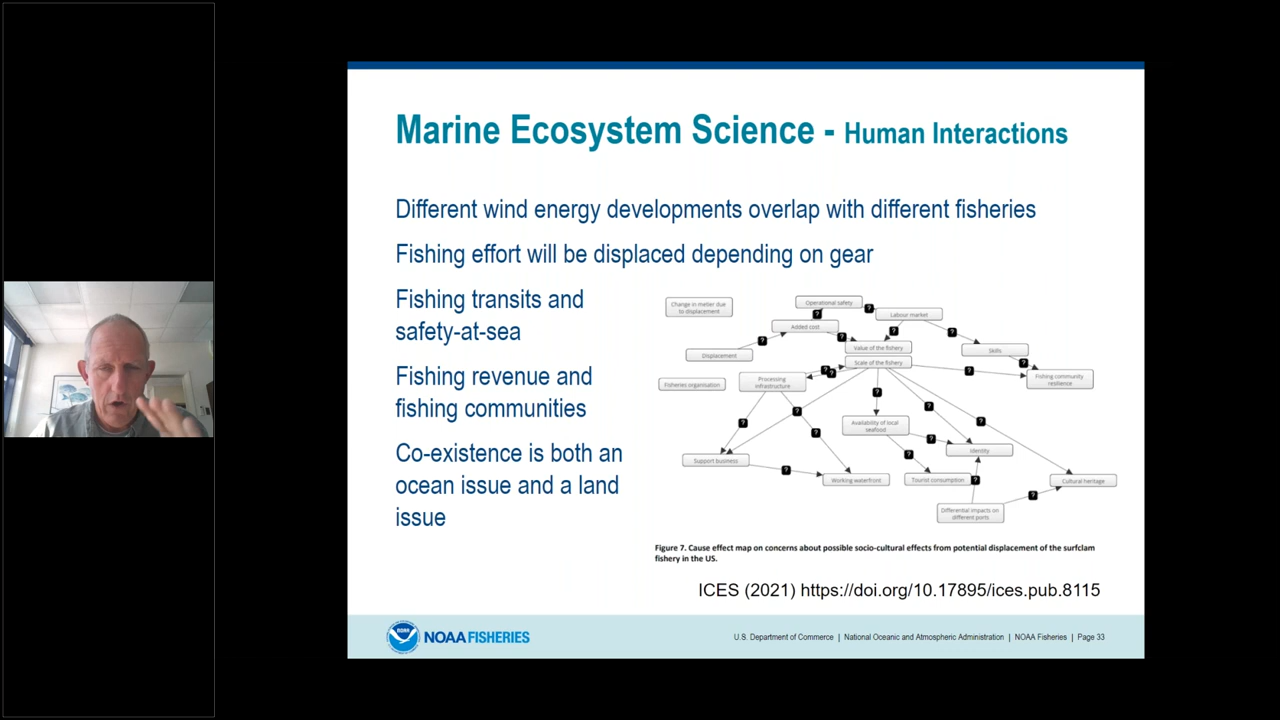 Marine Ecosystem Science - Human Interactions
Different wind energy developments overlap with different fisheries
Fishing effort will be displaced depending on gear
Fishing transits and
safety-at-sea
Fishing revenue and
fishing communities
Co-existence is both an
ocean issue and a land
issue
Change in metier due
to displacement
Operational safety
?
?
Labour market
Added cost
?
?
?
?
Displacement
Value of the fishery
Skills
Scale of the fishery
?
Fisheries organisation
Processing
infrastructure
?
?
?
Fishing community
resilience
?
?
?
?
?
?
Availability of local
seafood
?
?
Identity
Support business
?
?
Working waterfront
Tourist consumption
?
Cultural heritage
?
Differential impacts on
different ports
Figure 7. Cause effect map on concerns about possible socio-cultural effects from potential displacement of the surfclam
fishery in the US.
ICES (2021) https://doi.org/10.17895/ices.pub.8115
NOAA
NOAA FISHERIES
U.S. Department of Commerce | National Oceanic and Atmospheric Administration | NOAA Fisheries | Page 33